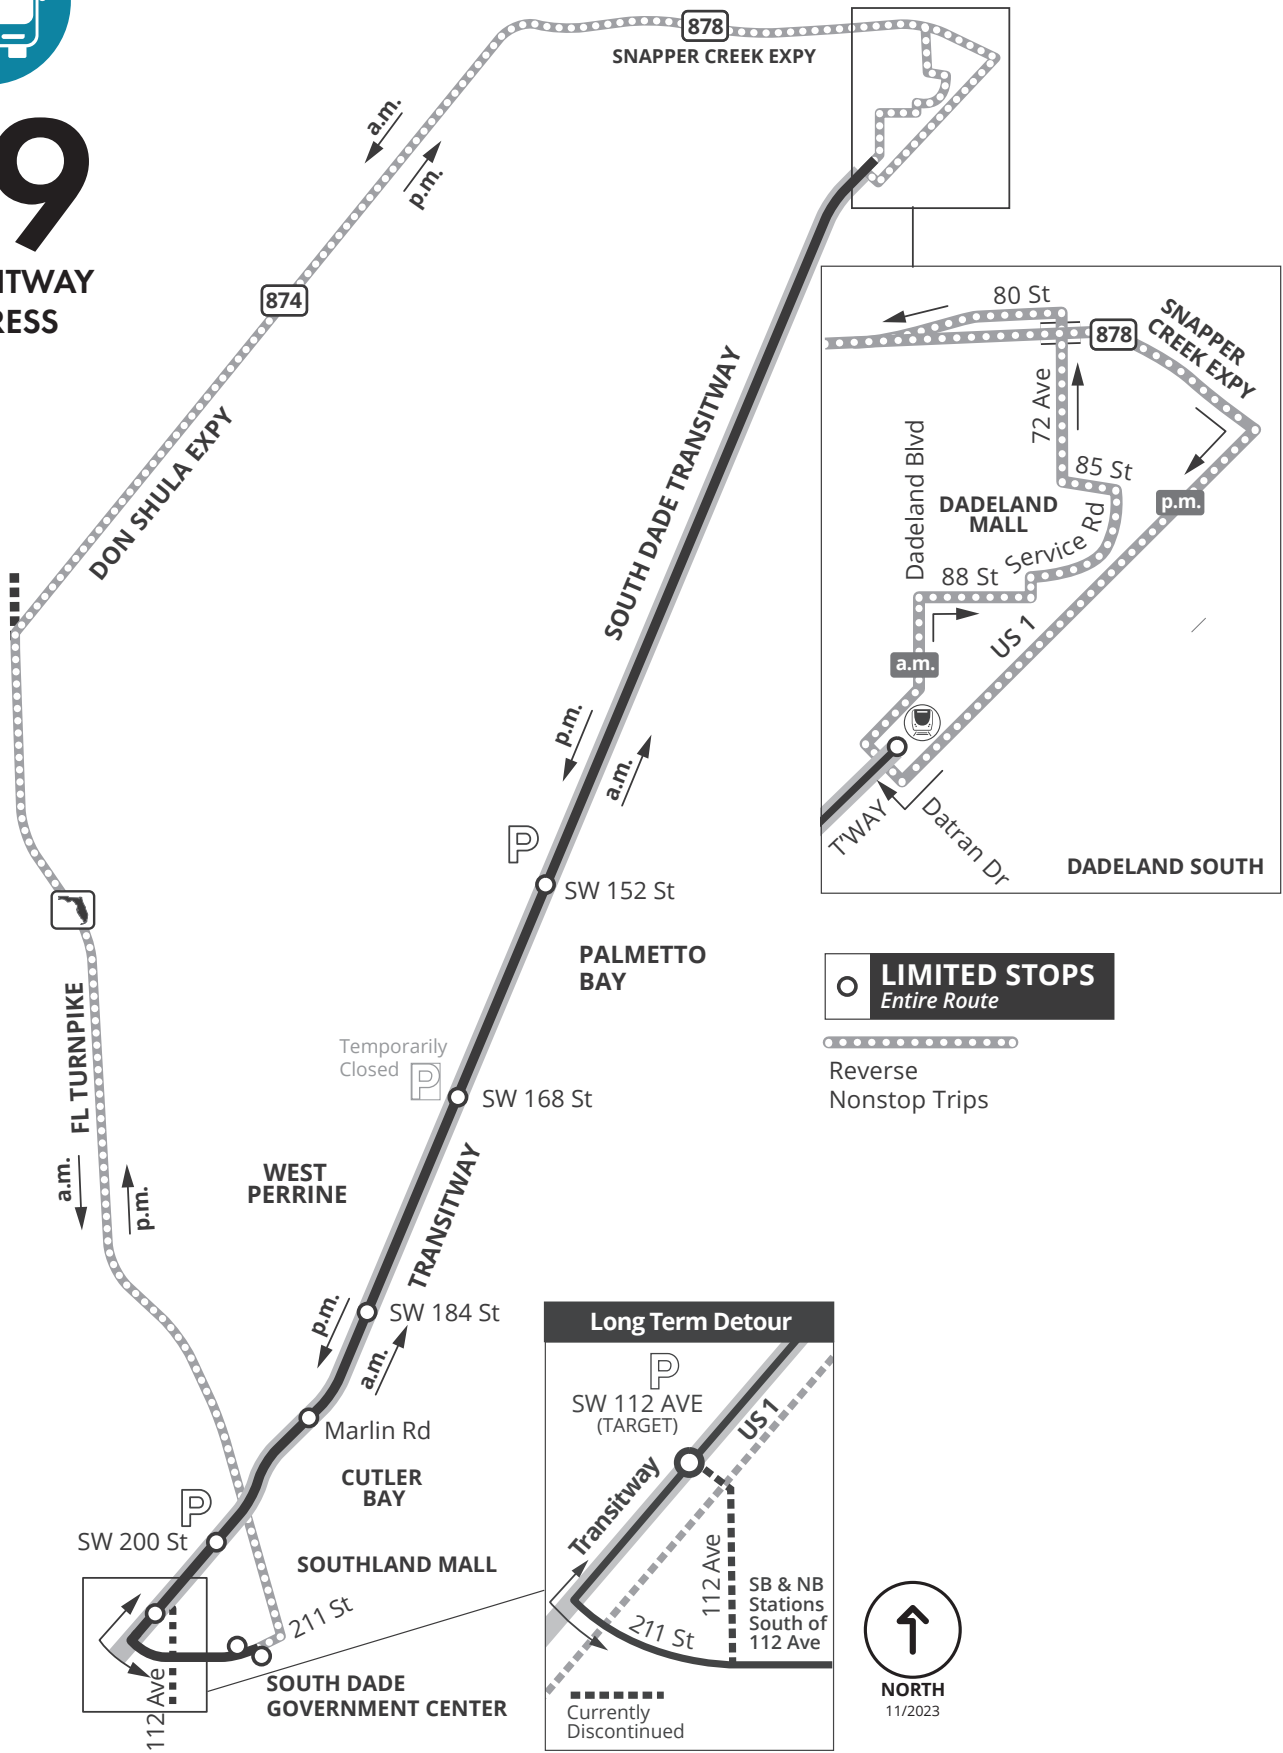 9
ITWAY
RESS
878
SNAPPER CREEK EXPY
a.m.
p.m.
874
DON SHULA EXPY
SOUTH DADE TRANSITWAY
80 St
SNAPPER
CREEK EXPY
878
72 Ave
Dadeland Blvd
85 St
DADELAND
MALL
p.m.
Service Rd
88 St
US 1
a.m.
T'WAY
Datran Dr
DADELAND SOUTH
p.m.
a.m.
P
SW 152 St
PALMETTO
BAY
LIMITED STOPS
Entire Route
Reverse
Nonstop Trips
FL TURNPIKE
Temporarily
Closed
P
SW 168 St
a.m.
p.m.
WEST
PERRINE
TRANSITWAY
p.m.
SW 184 St
a.m.
Marlin Rd
CUTLER
BAY
P
SW 200 St
SOUTHLAND MALL
211 St
112 Ave
SOUTH DADE
GOVERNMENT CENTER
Long Term Detour
P
SW 112 AVE
(TARGET)
US 1
Transitway
112 Ave
SB & NB
Stations
South of
112 Ave
211 St
Currently
Discontinued
NORTH
11/2023